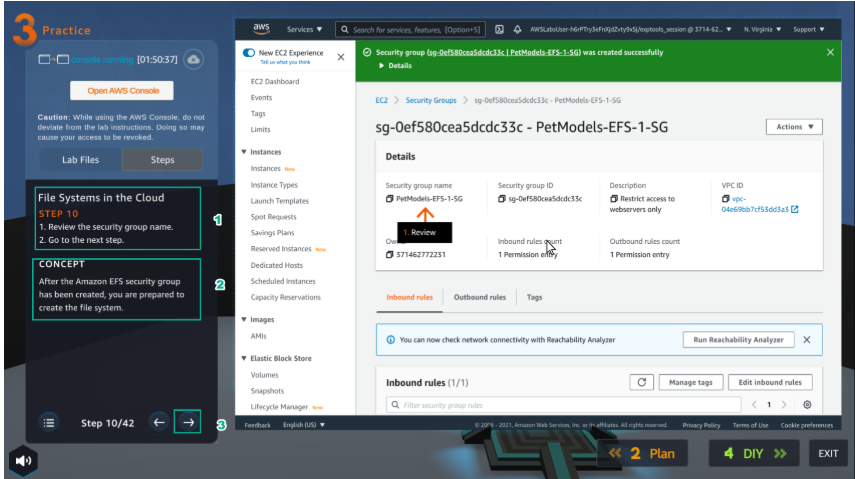 3 Practice
console running [01:50:37]
Open AWS Console
Caution: While using the AWS Console, do not
deviate from the lab instructions. Doing so may
cause your access to be revoked.
Lab Files
Steps
File Systems in the Cloud
STEP 10
1. Review the security group name.
2. Go to the next step.
1
CONCEPT
After the Amazon EFS security group
has been created, you are prepared to
create the file system.
2
Step 10/42
3
aws
Services
Search for services, features, [Option+S]
N. Virginia
Support
New EC2 Experience
Tell us what you think
EC2 Dashboard
Events
Tags
Limits
Instances
Instances New
Instance Types
Launch Templates
Spot Requests
Savings Plans
Reserved Instances New
Dedicated Hosts
Scheduled Instances
Capacity Reservations
Images
AMIs
Elastic Block Store
Volumes
Snapshots
Lifecycle Manager New
Security group (sg-0ef580cea5dcdc33c | PetModels-EFS-1-SG) was created successfully
Details
EC2 > Security Groups > sg-0ef580cea5dcdc33c - PetModels-EFS-1-SG
sg-0ef580cea5dcdc33c - PetModels-EFS-1-SG
Actions
Details
Security group name
PetModels-EFS-1-SG
Security group ID
sg-0ef580cea5dcdc33c
Description
Restrict access to
webservers only
VPC ID
vpc-
04e69bb7cf53dd3a3
1. Review
371462772231
Inbound rules count
1 Permission entry
Outbound rules count
1 Permission entry
Inbound rules
Outbound rules
Tags
You can now check network connectivity with Reachability Analyzer
Run Reachability Analyzer
Inbound rules (1/1)
Manage tags
Edit inbound rules
Filter security group rules
1
Feedback
English (US)
© 2008 - 2021, Amazon Web Services, Inc. or its affiliates. All rights reserved.
Privacy Policy
Terms of Use
Cookie preferences
2 Plan
4 DIY
EXIT